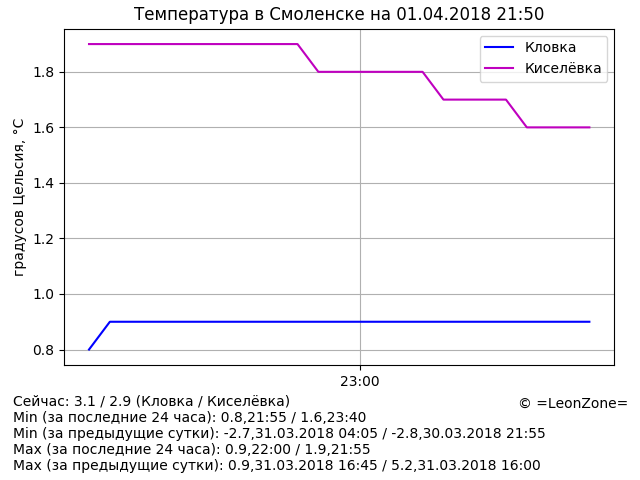 Температура в Смоленске на 01.04.2018 21:50
градусов Цельсия, °C
1.8
1.6
1.4
1.2
1.0
0.8
Кловка
Киселёвка
23:00
Сейчас: 3.1 / 2.9 (Кловка / Киселёвка)
© =LeonZone=
Min (за последние 24 часа): 0.8,21:55 / 1.6,23:40
Min (за предыдущие сутки): -2.7,31.03.2018 04:05 / -2.8,30.03.2018 21:55
Max (за последние 24 часа): 0.9,22:00 / 1.9,21:55
Max (за предыдущие сутки): 0.9,31.03.2018 16:45 / 5.2,31.03.2018 16:00